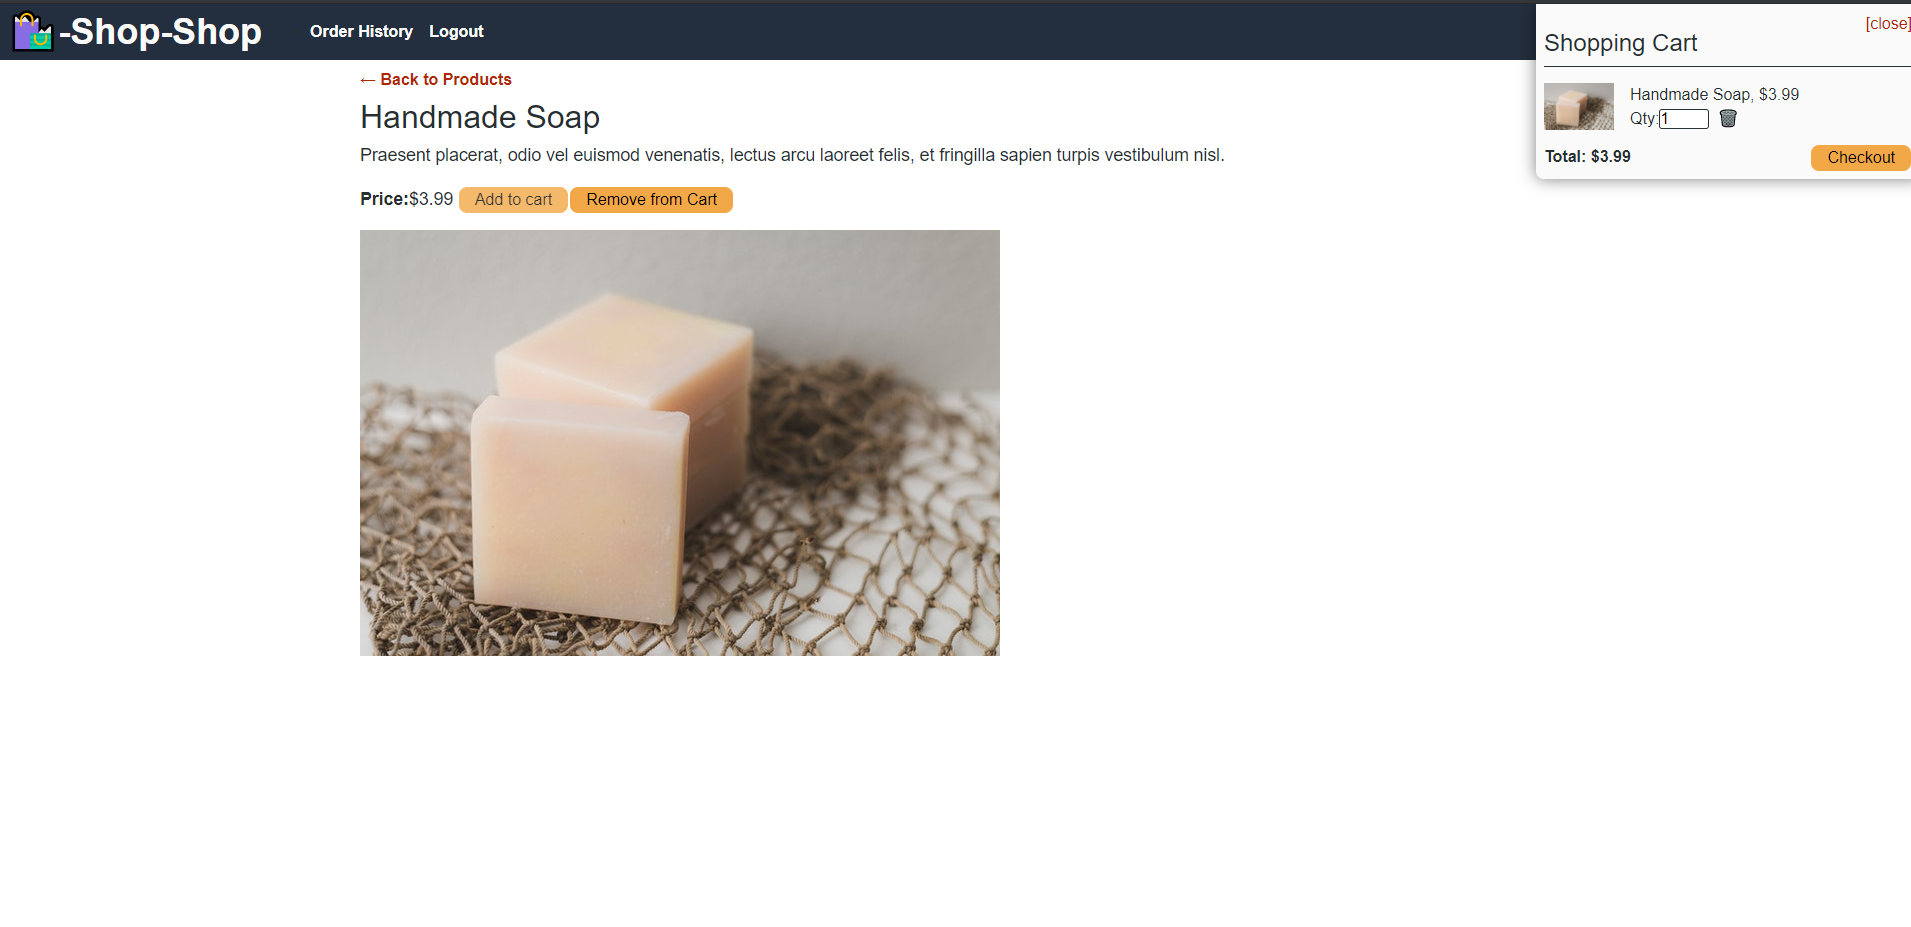 -Shop-Shop
Order History Logout
← Back to Products
Handmade Soap
Praesent placerat, odio vel euismod venenatis, lectus arcu laoreet felis, et fringilla sapien turpis vestibulum nisl.
Price:$3.99 Add to cart Remove from Cart
[close]
Shopping Cart
Handmade Soap, $3.99
Qty:1
Total: $3.99 Checkout